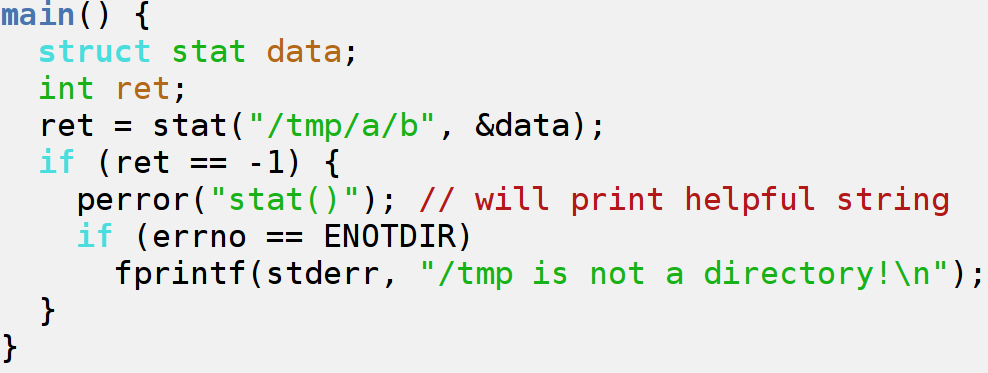 main() {
  struct stat data;
  int ret;
  ret = stat("/tmp/a/b", &data);
  if (ret == -1) {
    perror("stat()"); // will print helpful string
    if (errno == ENOTDIR)
      fprintf(stderr, "/tmp is not a directory!\n");
  }
}